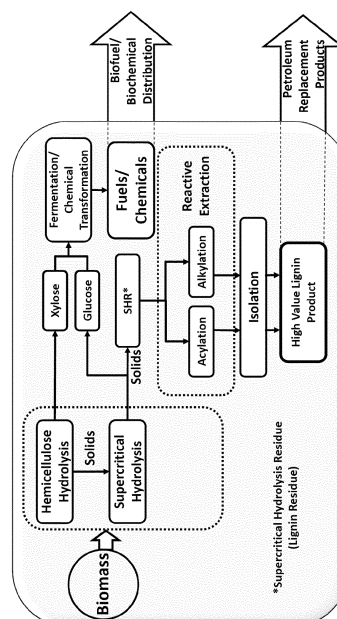 Biomass
Hemicellulose
Hydrolysis
Solids
Supercritical
Hydrolysis
Xylose
Glucose
Solids
SHR*
Fermentation/
Chemical
Transformation
Fuels/
Chemicals
Biofuel/
Biochemical
Distribution
Reactive
Extraction
Acylation
Alkylation
Isolation
High Value Lignin
Product
Petroleum
Replacement
Products
*Supercritical Hydrolysis Residue
(Lignin Residue)